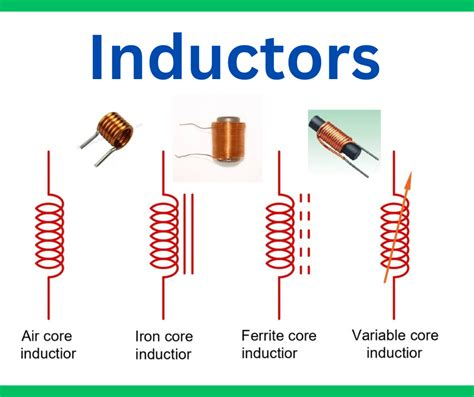 Inductors
Air core
inductior
Iron core
inductior
Ferrite core
inductior
Variable core
inductior